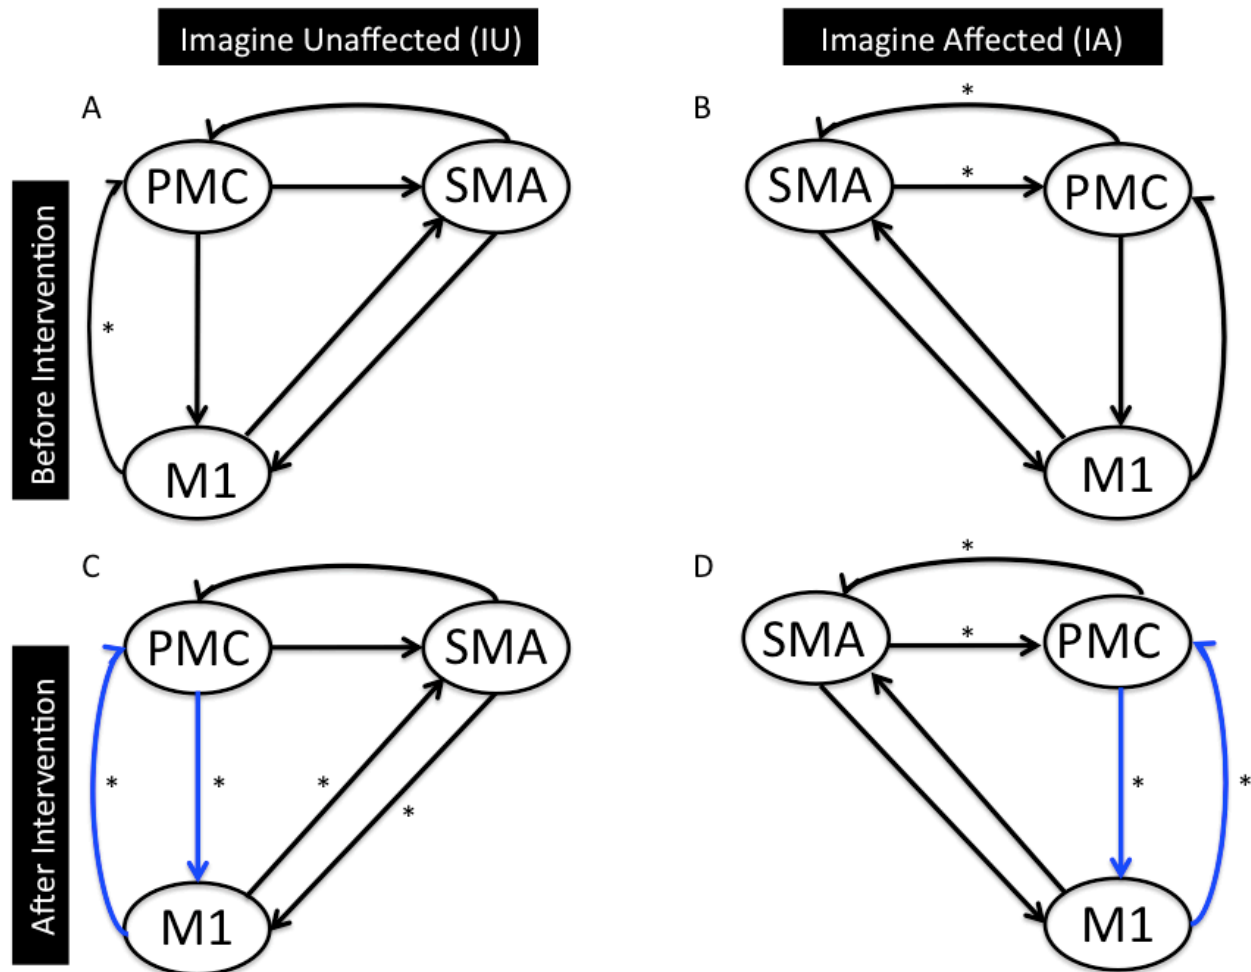 Imagine Unaffected (IU)
Imagine Affected (IA)
Before Intervention
A
PMC
SMA
*
M1
B
*
SMA
*
PMC
M1
After Intervention
C
PMC
SMA
*
*
*
*
M1
D
*
SMA
*
PMC
*
*
M1